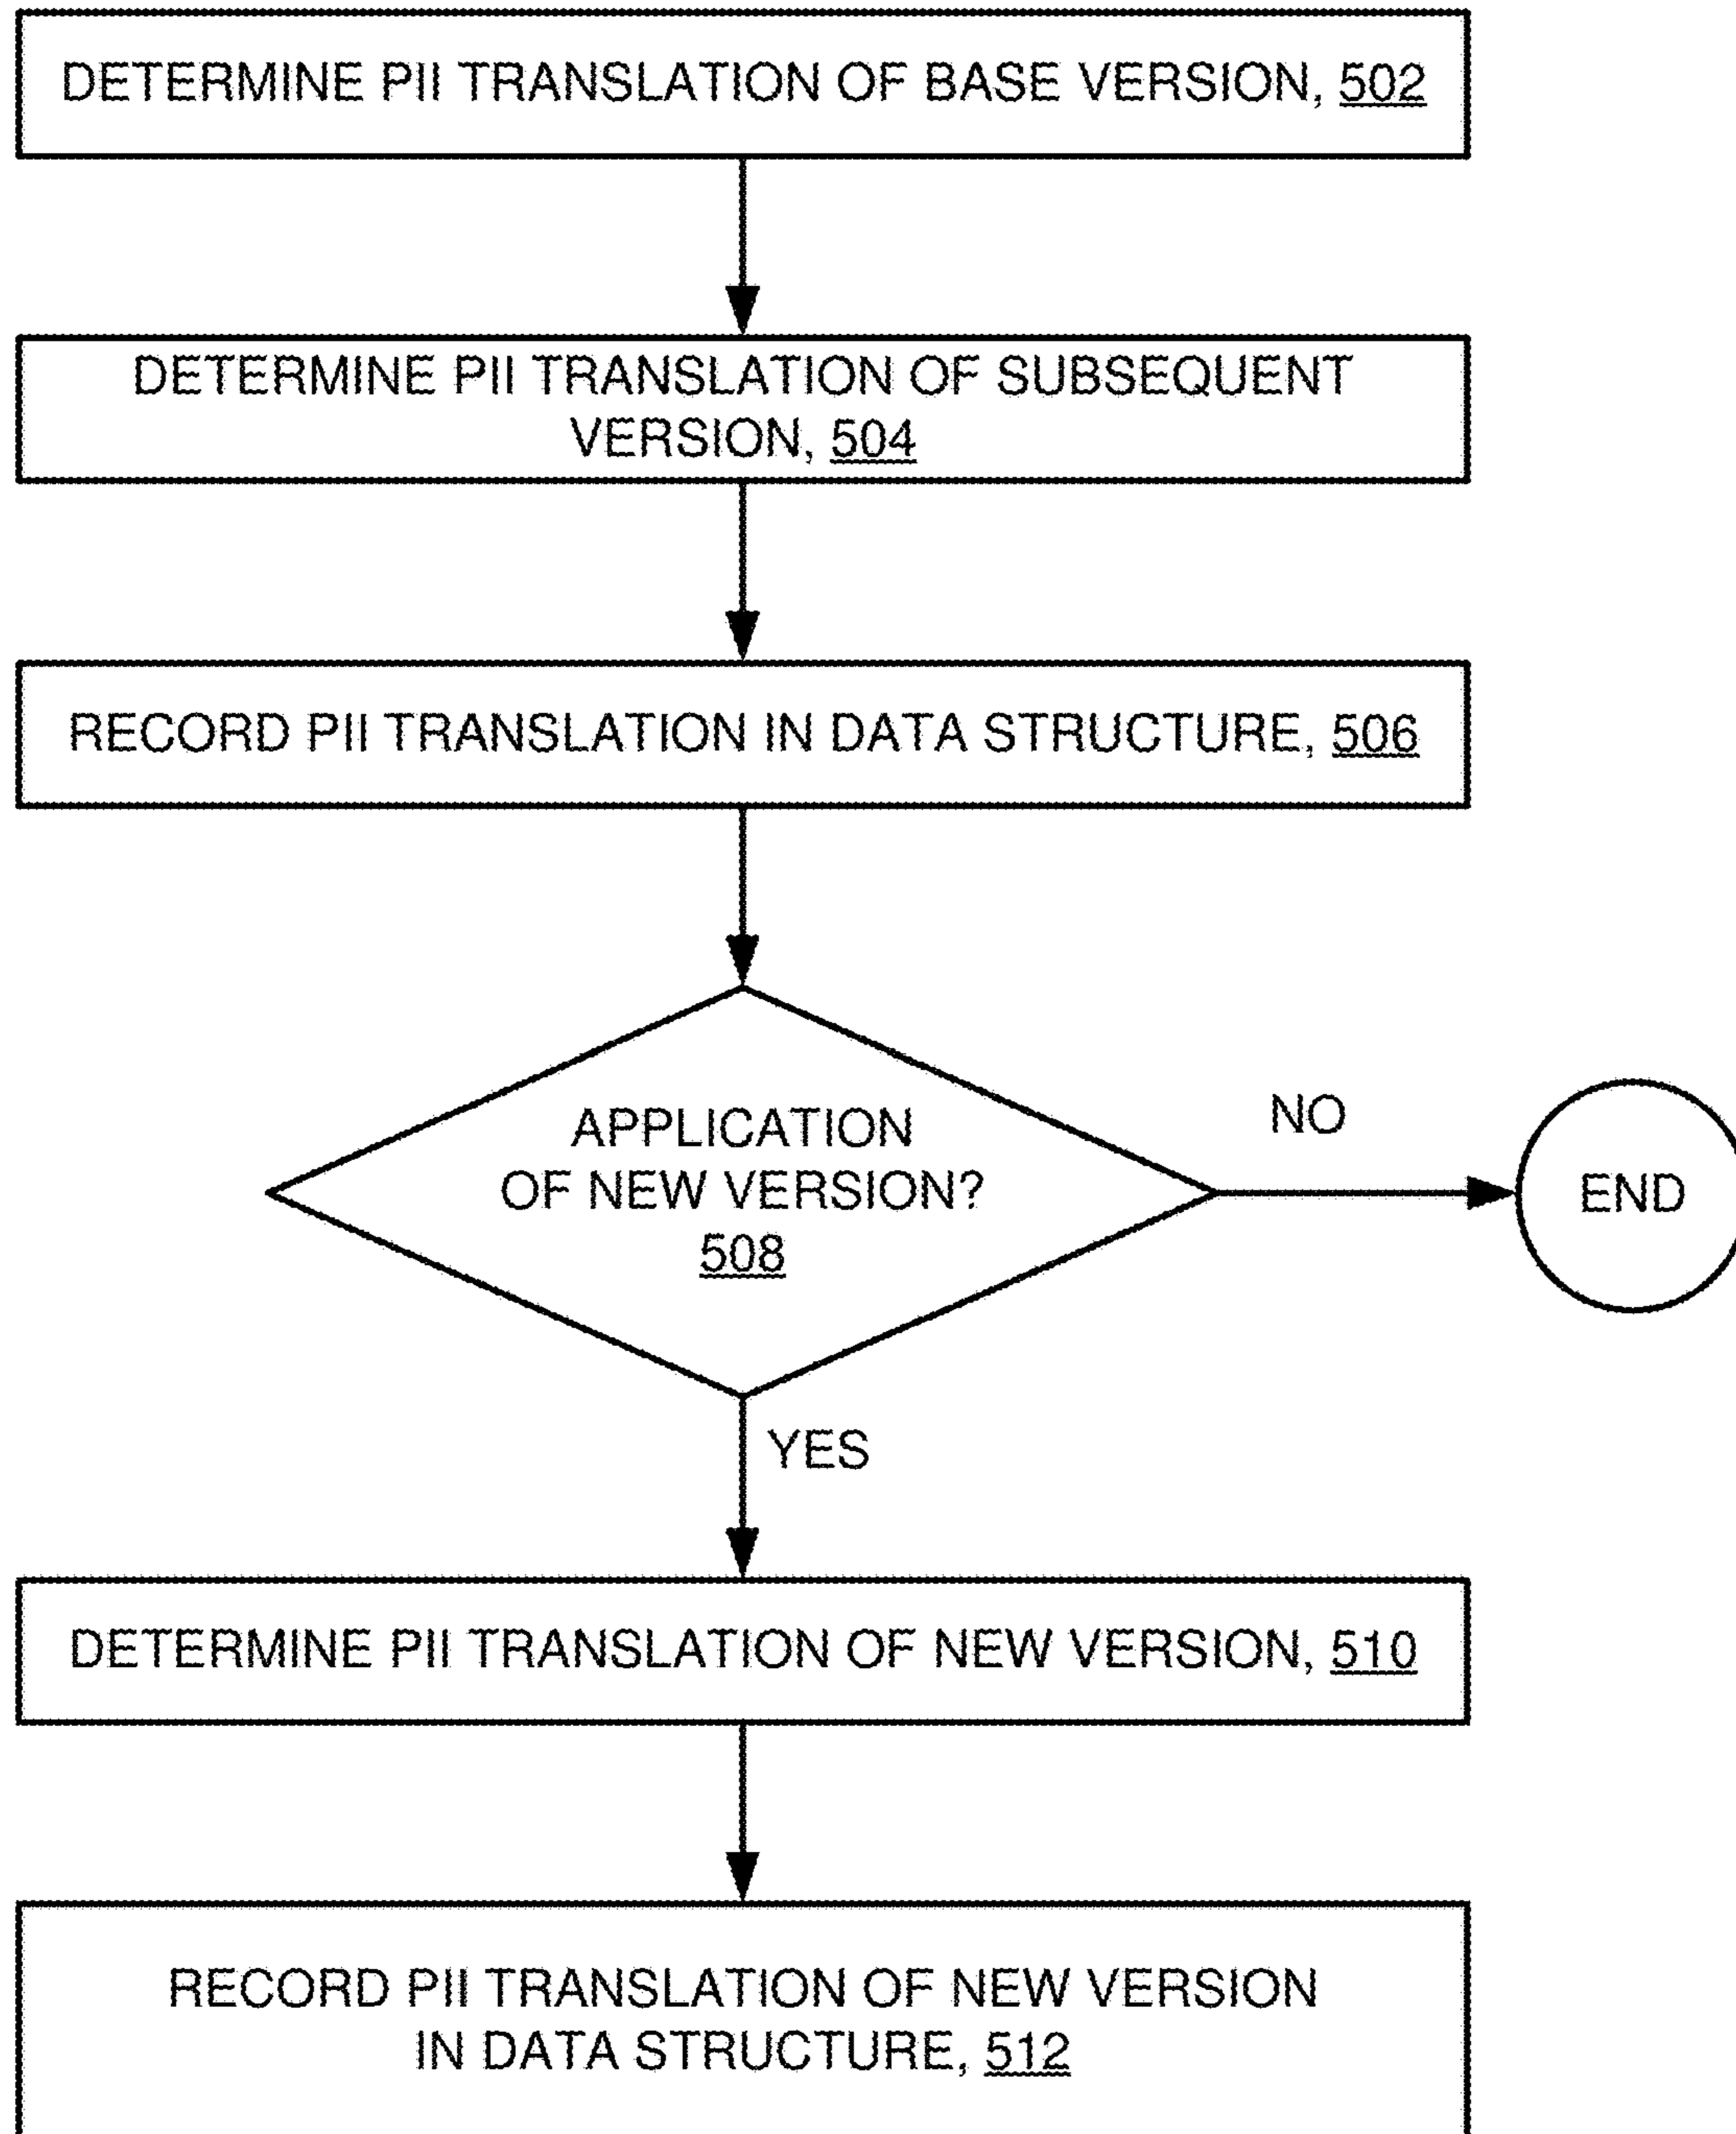 DETERMINE PII TRANSLATION OF BASE VERSION, 502
DETERMINE PII TRANSLATION OF SUBSEQUENT
VERSION, 504
RECORD PII TRANSLATION IN DATA STRUCTURE, 506
APPLICATION
OF NEW VERSION?
508
NO
END
YES
DETERMINE PII TRANSLATION OF NEW VERSION, 510
RECORD PII TRANSLATION OF NEW VERSION
IN DATA STRUCTURE, 512